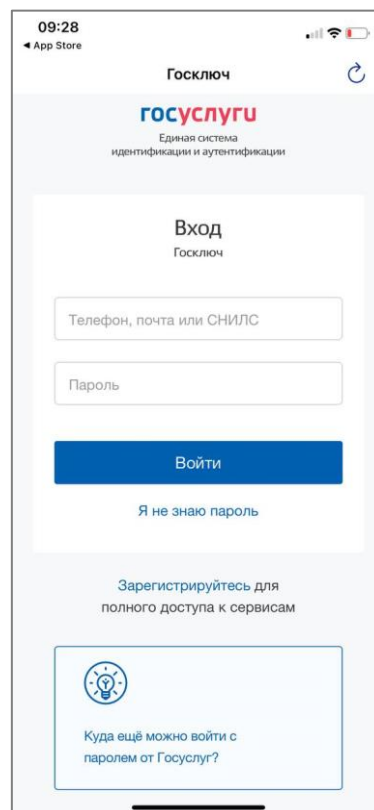 09:28
◀ App Store
Госключ
госуслуги
Единая система
идентификации и аутентификации
Вход
Госключ
Телефон, почта или СНИЛС
Пароль
Войти
Я не знаю пароль
Зарегистрируйтесь для
полного доступа к сервисам
Куда ещё можно войти с
паролем от Госуслуг?